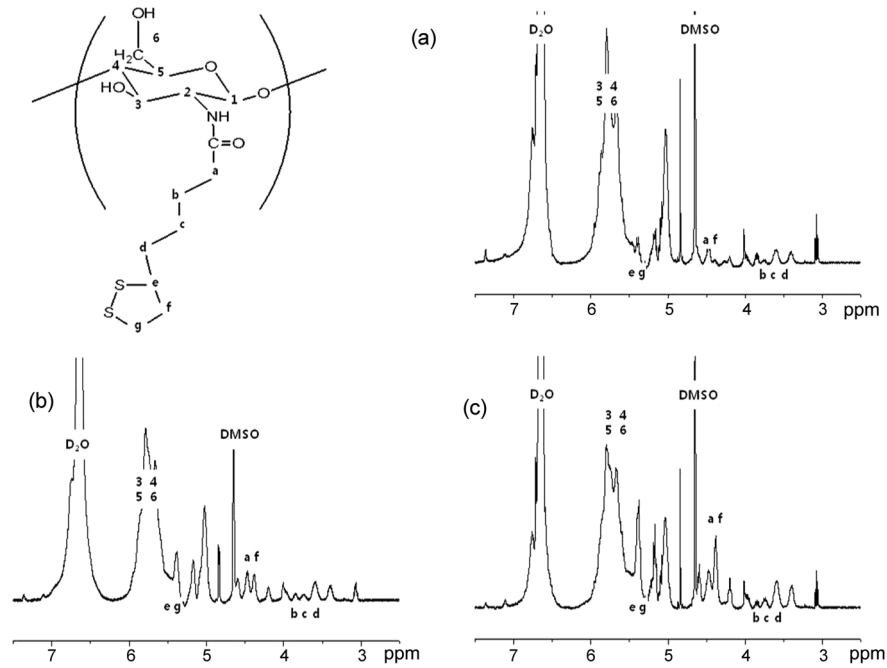 OH
6
H2C
4
5
O
HO
3
2
1
O
NH
C=O
a
b
c
d
e
S
S
f
g
(a)
D2O
DMSO
3 4
5 6
a f
e g
b c d
7 6 5 4 3 ppm
(b)
D2O
DMSO
3 4
5 6
a f
e g
b c d
7 6 5 4 3 ppm
(c)
D2O
DMSO
3 4
5 6
a f
e g
b c d
7 6 5 4 3 ppm